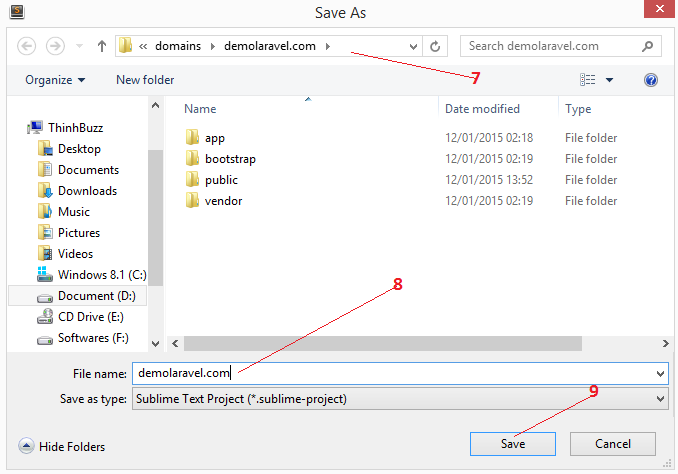 Save As
« domains demolaravel.com
Search demolaravel.com
7
Organize New folder
Name Date modified Type
ThinhBuzz
Desktop
Documents
Downloads
Music
Pictures
Videos
Windows 8.1 (C:)
Document (D:)
CD Drive (E:)
Softwares (F:)
app 12/01/2015 02:18 File folder
bootstrap 12/01/2015 02:19 File folder
public 12/01/2015 13:52 File folder
vendor 12/01/2015 02:19 File folder
8
File name: demolaravel.com
Save as type: Sublime Text Project (*.sublime-project)
9
Hide Folders Save Cancel